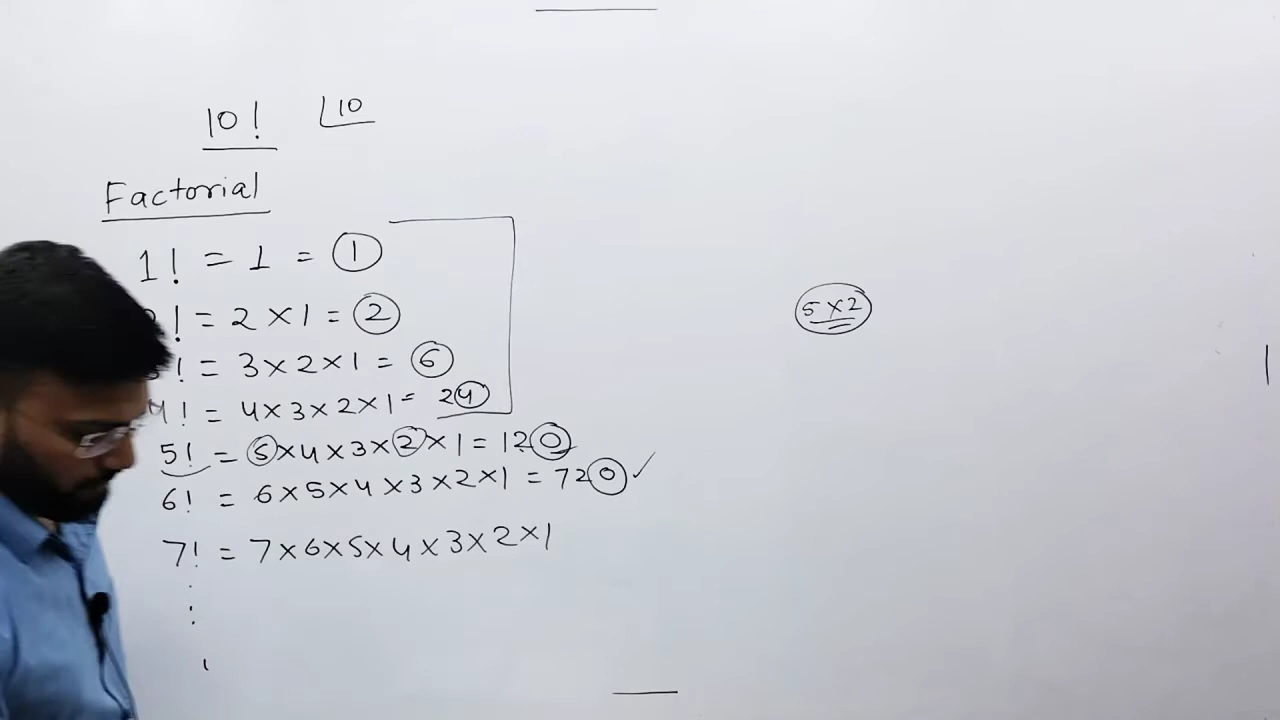 10! ⌊10
Factorial
1! = 1 = 1
! = 2 × 1 = 2
! = 3 × 2 × 1 = 6
4! = 4 × 3 × 2 × 1 = 24
5! = 5 × 4 × 3 × 2 × 1 = 120
6! = 6 × 5 × 4 × 3 × 2 × 1 = 720 ✓
7! = 7 × 6 × 5 × 4 × 3 × 2 × 1
5 × 2